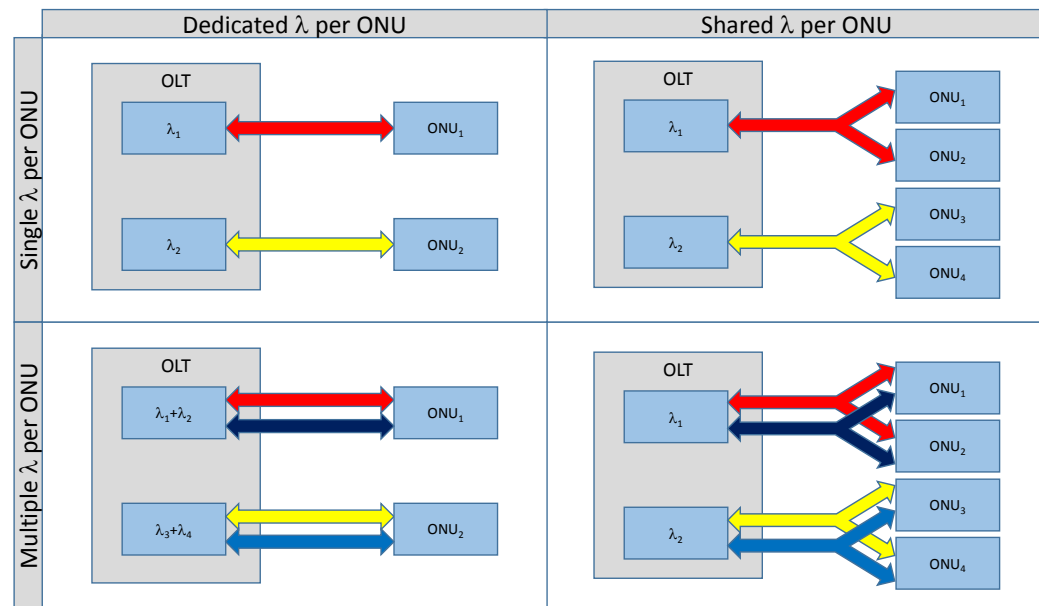 Dedicated λ per ONU
Shared λ per ONU
Single λ per ONU
OLT
λ₁
ONU₁
λ₂
ONU₂
OLT
λ₁
ONU₁
ONU₂
λ₂
ONU₃
ONU₄
Multiple λ per ONU
OLT
λ₁+λ₂
ONU₁
λ₃+λ₄
ONU₂
OLT
λ₁
ONU₁
ONU₂
λ₂
ONU₃
ONU₄